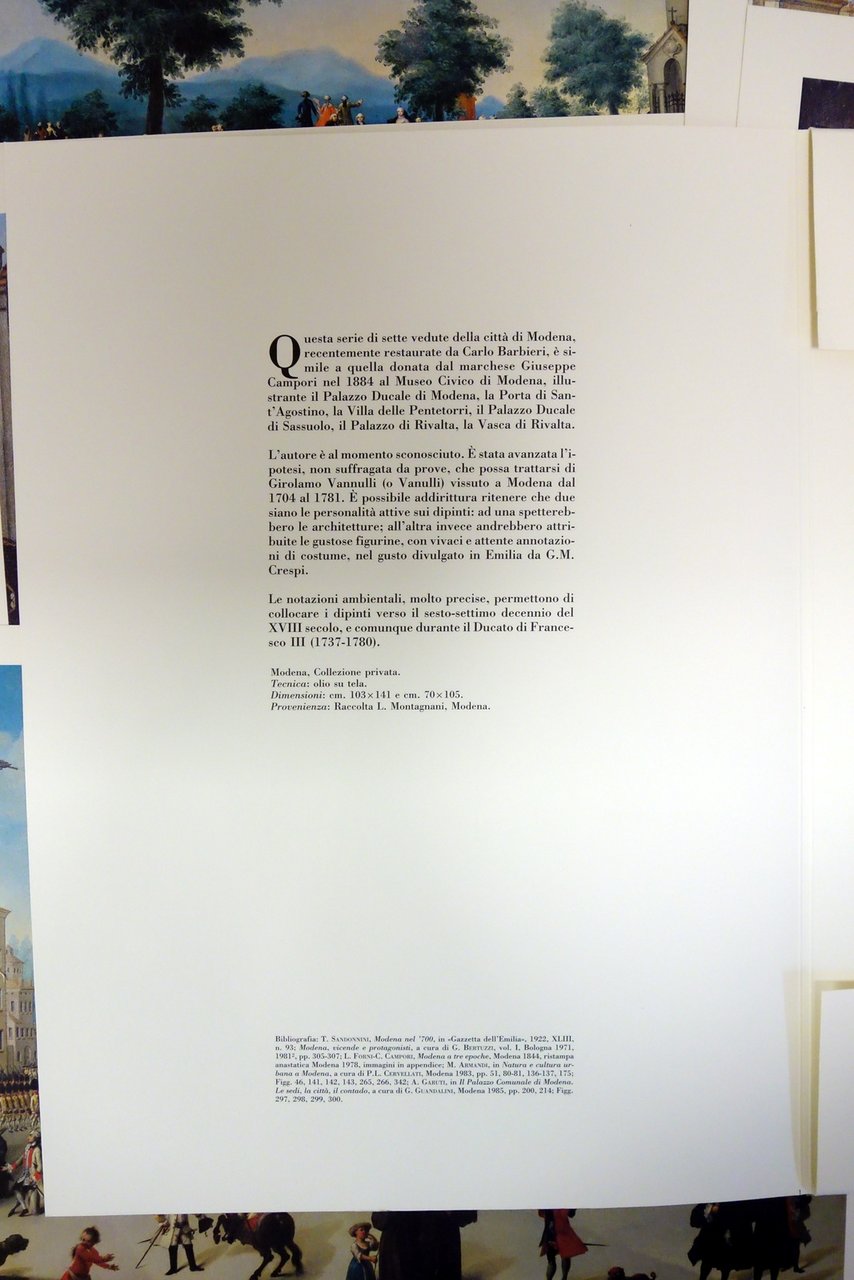 Questa serie di sette vedute della città di Modena,
recentemente restaurate da Carlo Barbieri, è si-
mile a quella donata dal marchese Giuseppe
Campori nel 1884 al Museo Civico di Modena, illu-
strante il Palazzo Ducale di Modena, la Porta di San-
t'Agostino, la Villa delle Pentetorri, il Palazzo Ducale
di Sassuolo, il Palazzo di Rivalta, la Vasca di Rivalta.
L'autore è al momento sconosciuto. È stata avanzata l'i-
potesi, non suffragata da prove, che possa trattarsi di
Girolamo Vannulli (o Vanulli) vissuto a Modena dal
1704 al 1781. È possibile addirittura ritenere che due
siano le personalità attive sui dipinti: ad una spettereb-
bero le architetture; all'altra invece andrebbero attri-
buite le gustose figurine, con vivaci e attente annotazio-
ni di costume, nel gusto divulgato in Emilia da G.M.
Crespi.
Le notazioni ambientali, molto precise, permettono di
collocare i dipinti verso il sesto-settimo decennio del
XVIII secolo, e comunque durante il Ducato di France-
sco III (1737-1780).
Modena, Collezione privata.
Tecnica: olio su tela.
Dimensioni: cm. 103×141 e cm. 70×105.
Provenienza: Raccolta L. Montagnani, Modena.
Bibliografia: T. SANDONNINI, Modena nel '700, in «Gazzetta dell'Emilia», 1922, XLIII,
n. 93; Modena, vicende e protagonisti, a cura di G. BERTUZZI, vol. I, Bologna 1971,
1981², pp. 305-307; L. FORNI-C. CAMPORI, Modena a tre epoche, Modena 1844, ristampa
anastatica Modena 1978, immagini in appendice; M. ARMANDI, in Natura e cultura ur-
bana a Modena, a cura di P.L. CERVELLATI, Modena 1983, pp. 51, 80-81, 136-137, 175;
Figg. 46, 141, 142, 143, 265, 266, 342; A. GARUTI, in Il Palazzo Comunale di Modena.
Le sedi, la città, il contado, a cura di G. GUANDALINI, Modena 1985, pp. 200, 214; Figg.
297, 298, 299, 300.